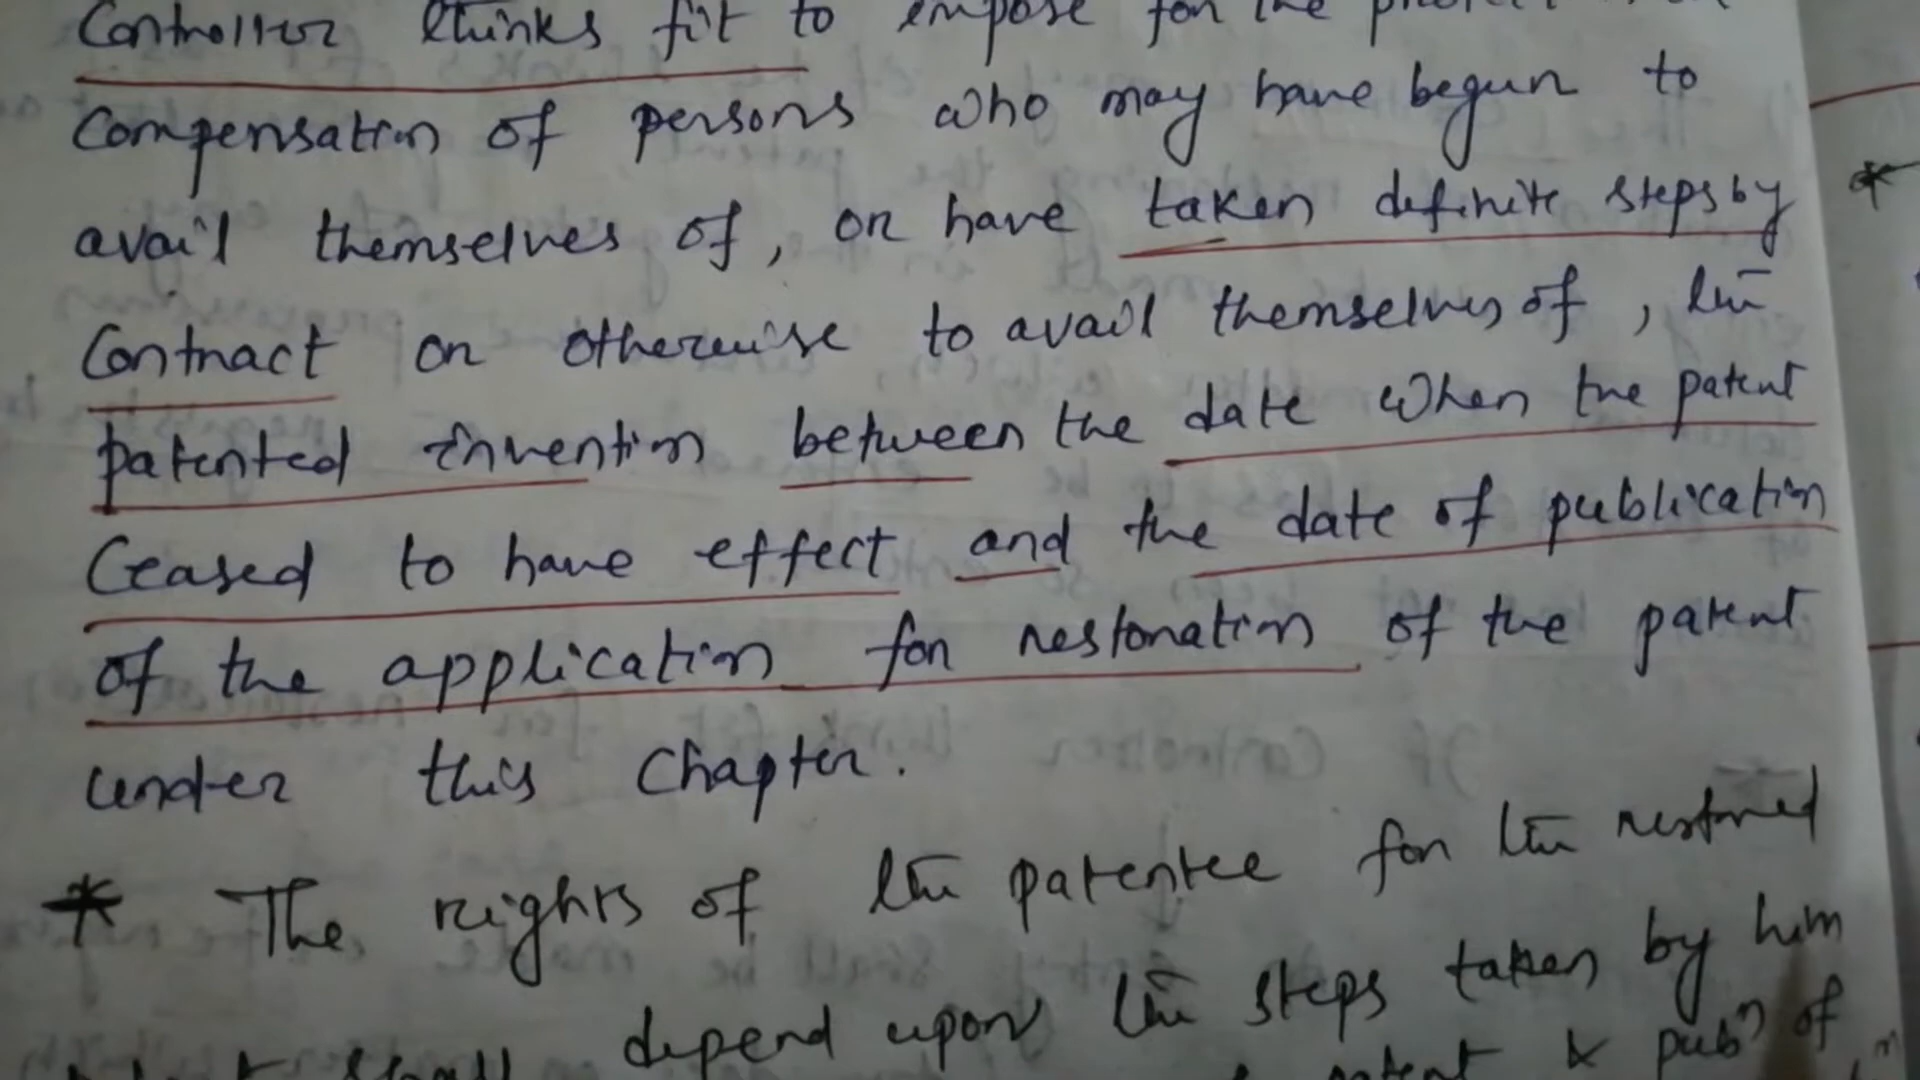 Controller thinks fit to impose for the
Compensation of persons who may have begun to
avail themselves of, or have taken definite steps by
Contract or otherwise to avail themselves of, the
patented invention between the date when the patent
Ceased to have effect and the date of publication
of the application for restoration of the patent
under this Chapter.
* The rights of the patentee for the restored
depend upon the steps taken by him
patent & pubn of